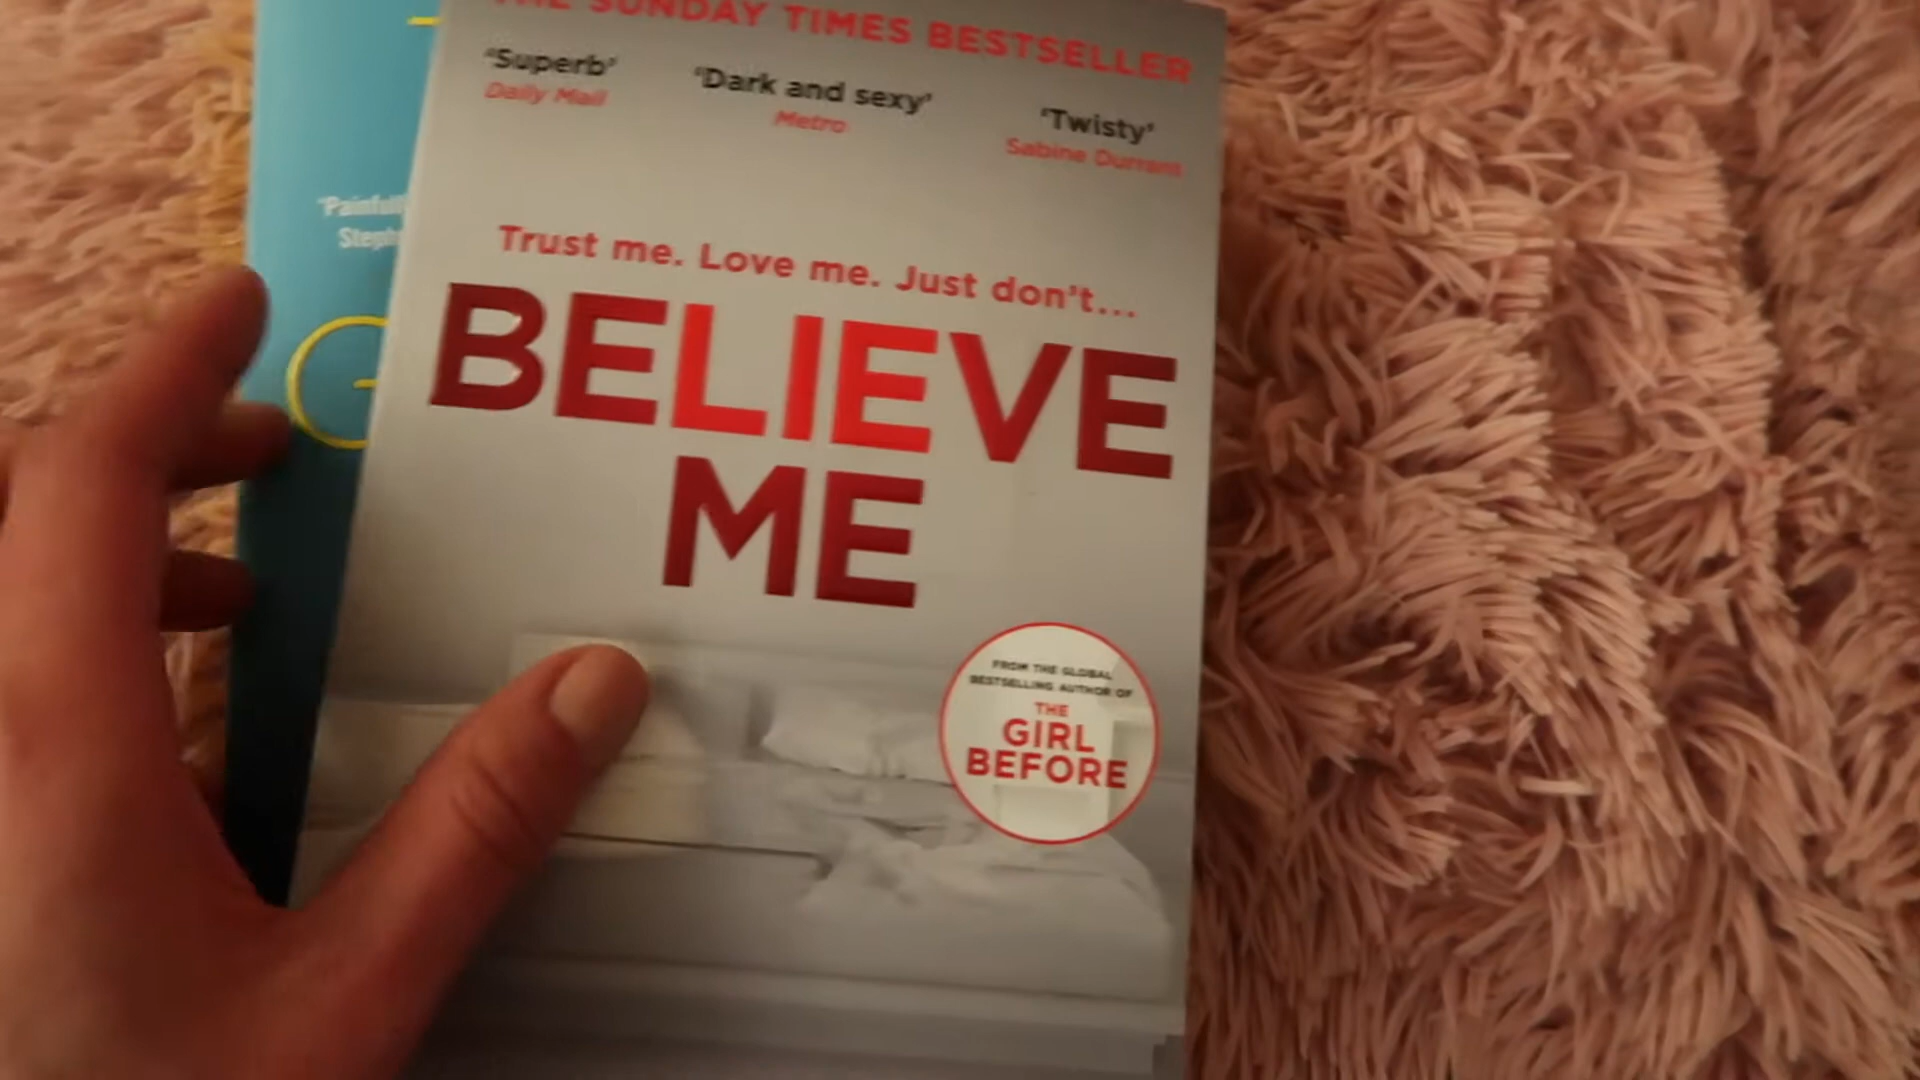 THE SUNDAY TIMES BESTSELLER
'Superb'
Daily Mail
'Dark and sexy'
Metro
'Twisty'
Sabine Durrant
Trust me. Love me. Just don't...
BELIEVE
ME
FROM THE GLOBAL
BESTSELLING AUTHOR OF
THE
GIRL
BEFORE
G